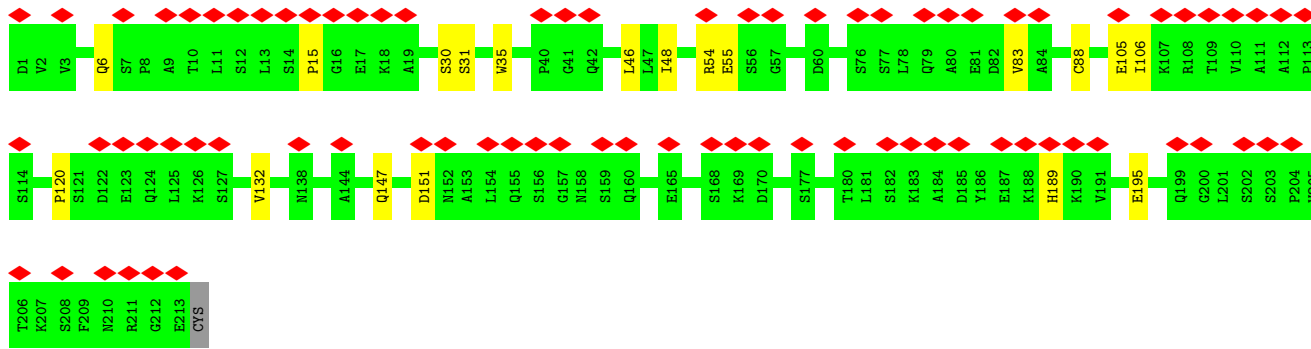 D1 V2 V3 Q6 S7 P8 A9 T10 L11 S12 L13 S14 P15 G16 E17 K18 A19 S30 S31 W35 P40 G41 Q42 L46 L47 I48 R54 E55 S56 G57 D60 S76 S77 L78 Q79 A80 E81 D82 V83 A84 C88 E105 I106 K107 R108 T109 V110 A111 A112 P113
S114 P120 S121 D122 E123 Q124 L125 K126 S127 V132 N138 A144 Q147 D151 N152 A153 L154 Q155 S156 G157 N158 S159 Q160 E165 S168 K169 D170 S177 T180 L181 S182 K183 A184 D185 Y186 E187 K188 H189 K190 V191 E195 Q199 G200 L201 S202 S203 P204
T206 K207 S208 F209 N210 R211 G212 E213 CYS